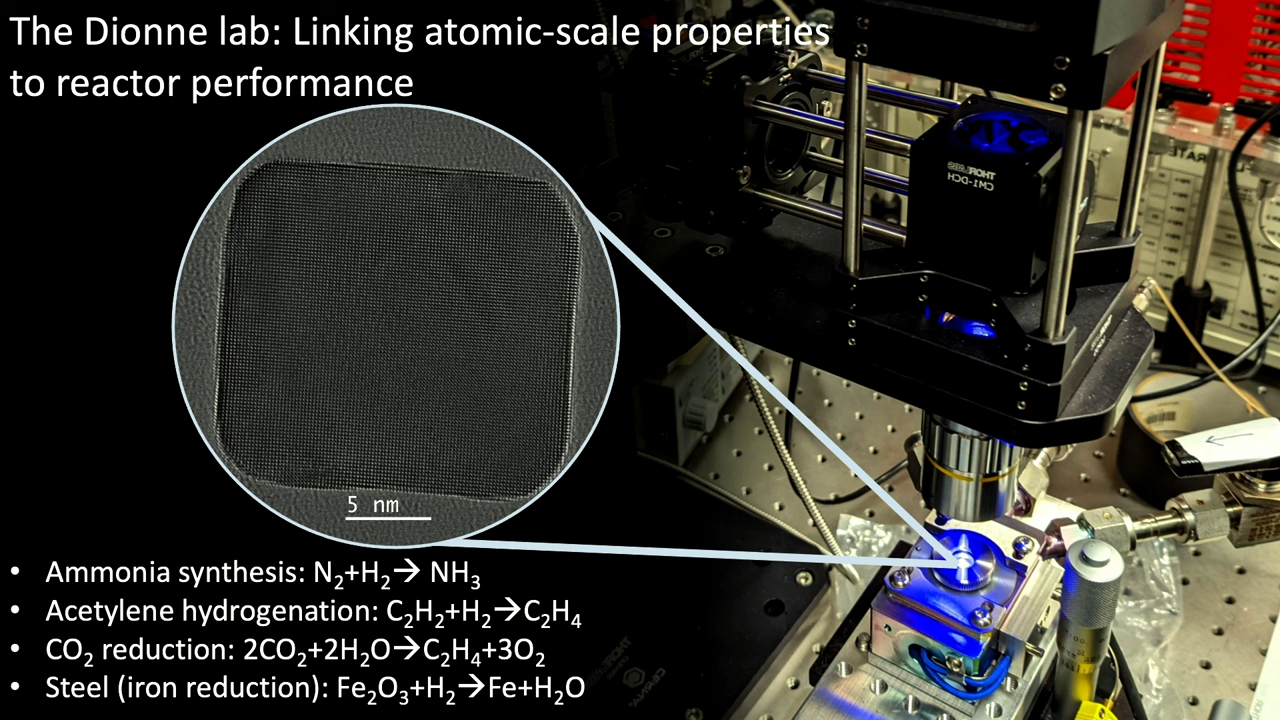 The Dionne lab: Linking atomic-scale properties
to reactor performance
5 nm
• Ammonia synthesis: N₂+H₂→ NH₃
• Acetylene hydrogenation: C₂H₂+H₂→C₂H₄
• CO₂ reduction: 2CO₂+2H₂O→C₂H₄+3O₂
• Steel (iron reduction): Fe₂O₃+H₂→Fe+H₂O
THORLABS
CM1-DCH